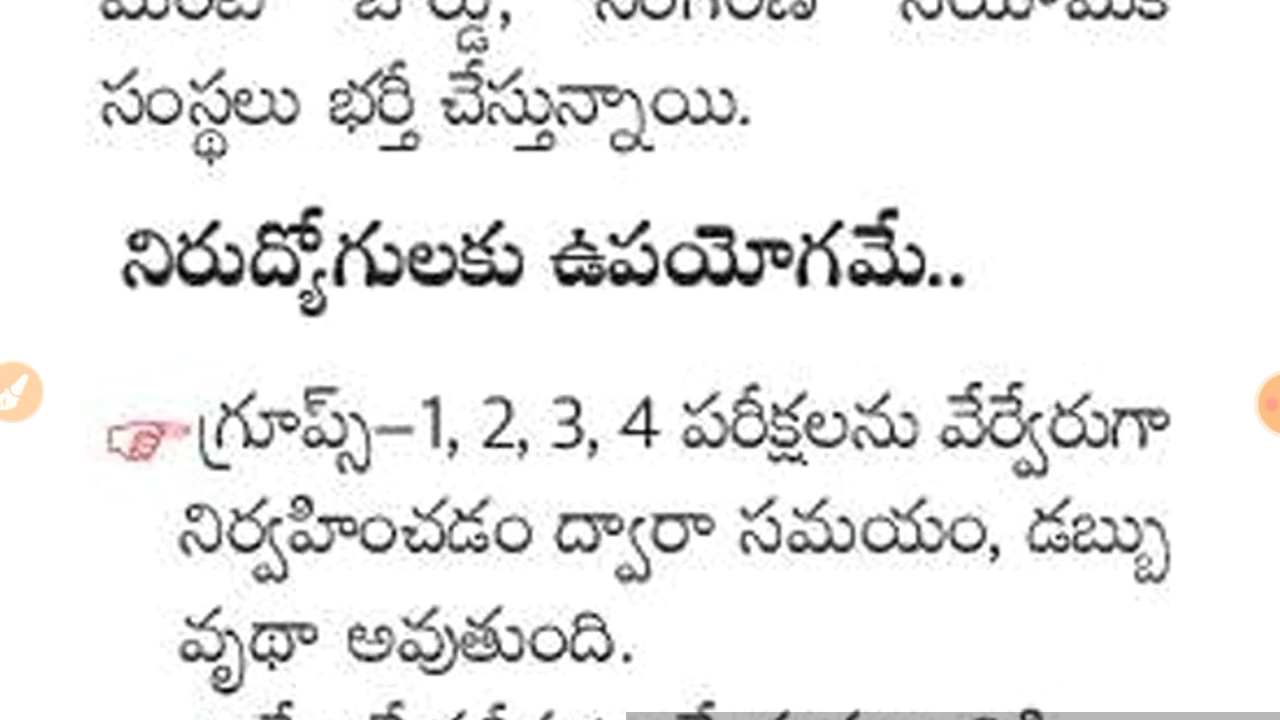 సంస్థలు భర్తీ చేస్తున్నాయి.
నిరుద్యోగులకు ఉపయోగమే..
గ్రూప్స్–1, 2, 3, 4 పరీక్షలను వేర్వేరుగా
నిర్వహించడం ద్వారా సమయం, డబ్బు
వృథా అవుతుంది.